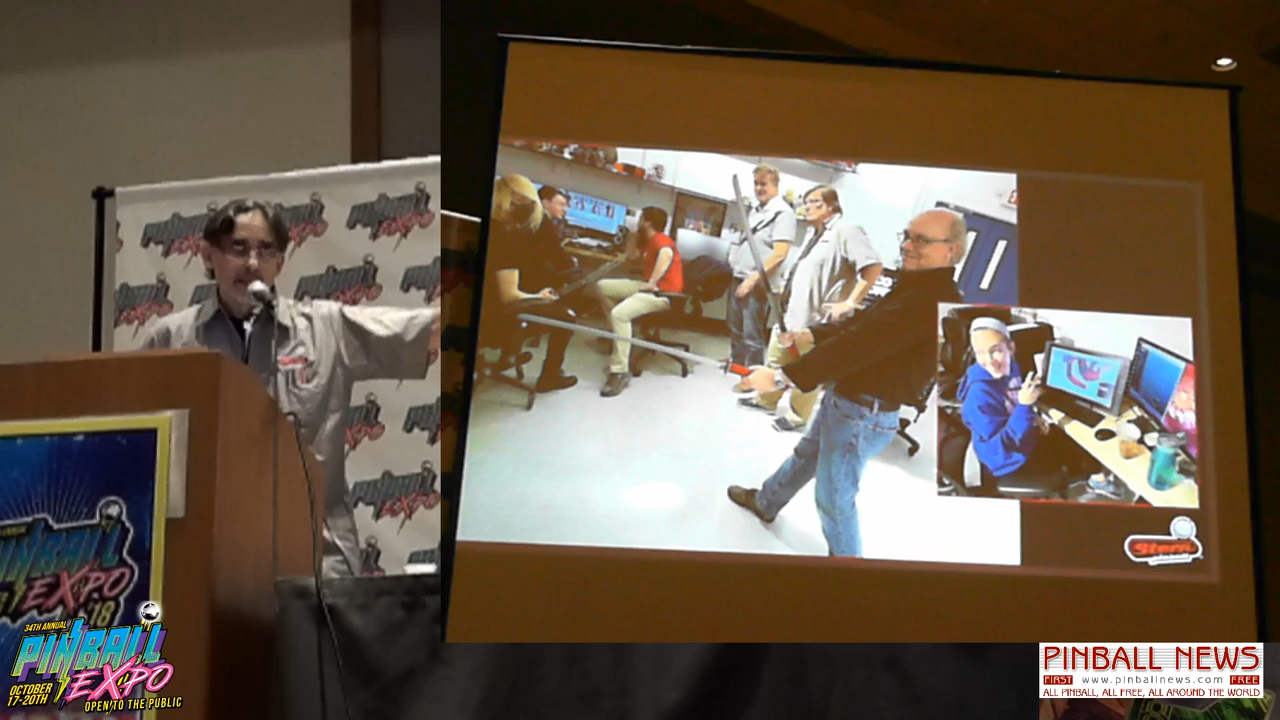 PINBALL
EXPO
PINBALL
EXPO
PINBALL
EXPO
PINBALL
EXPO
PINBALL
EXPO
'18
34TH ANNUAL
PINBALL
EXPO
OCTOBER
17-20TH
OPEN TO THE PUBLIC
Stern
PINBALL NEWS
FIRST www.pinballnews.com FREE
ALL PINBALL, ALL FREE, ALL AROUND THE WORLD